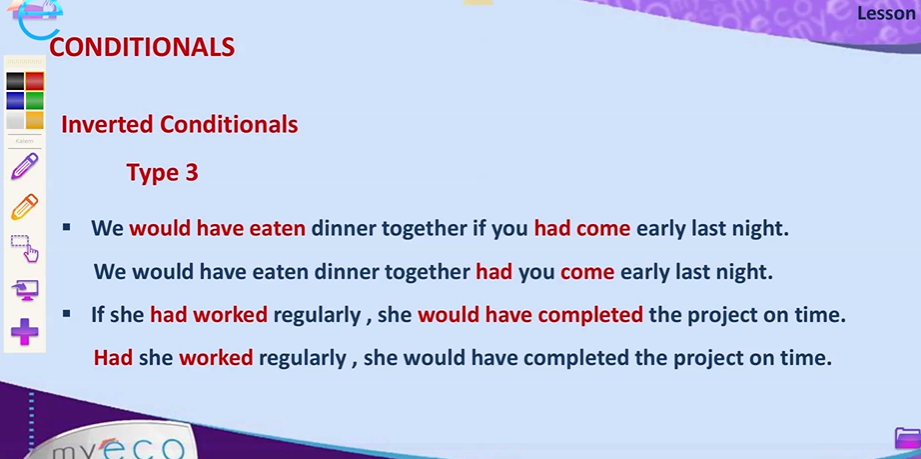 Lesson
CONDITIONALS
Inverted Conditionals
Type 3
▪ We would have eaten dinner together if you had come early last night.
We would have eaten dinner together had you come early last night.
▪ If she had worked regularly , she would have completed the project on time.
Had she worked regularly , she would have completed the project on time.
myeco